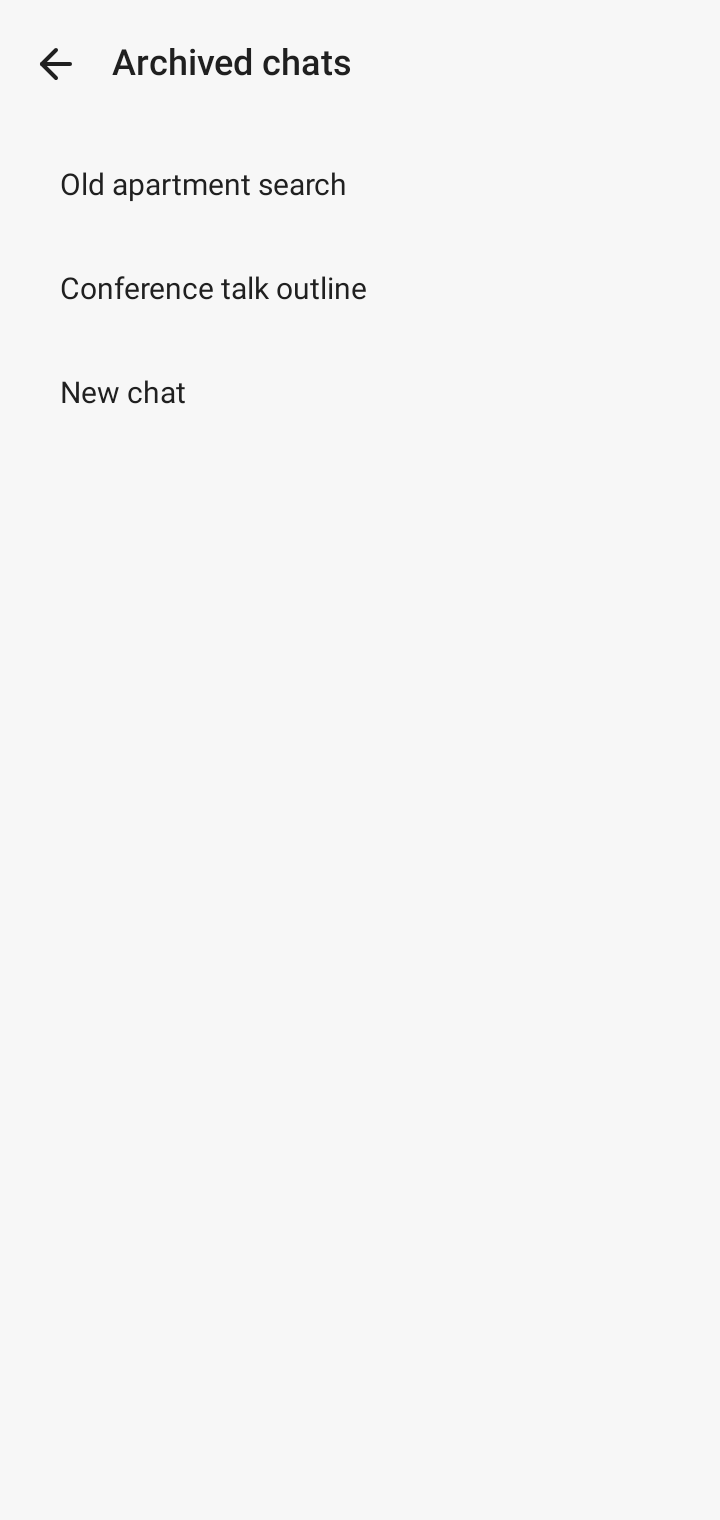 Archived chats
Old apartment search
Conference talk outline
New chat